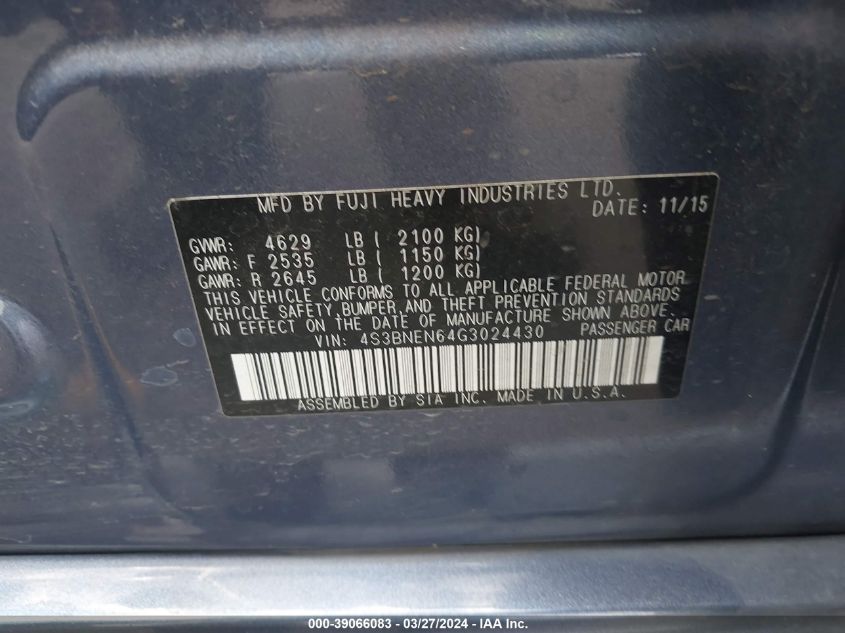 MFD BY FUJI HEAVY INDUSTRIES LTD.
DATE: 11/15
GVWR: 4629 LB ( 2100 KG)
GAWR: F 2535 LB ( 1150 KG)
GAWR: R 2645 LB ( 1200 KG)
THIS VEHICLE CONFORMS TO ALL APPLICABLE FEDERAL MOTOR
VEHICLE SAFETY,BUMPER,AND THEFT PREVENTION STANDARDS
IN EFFECT ON THE DATE OF MANUFACTURE SHOWN ABOVE.
VIN: 4S3BNEN64G3024430 PASSENGER CAR
ASSEMBLED BY SIA INC. MADE IN U.S.A.
000-39066083 - 03/27/2024 - IAA Inc.